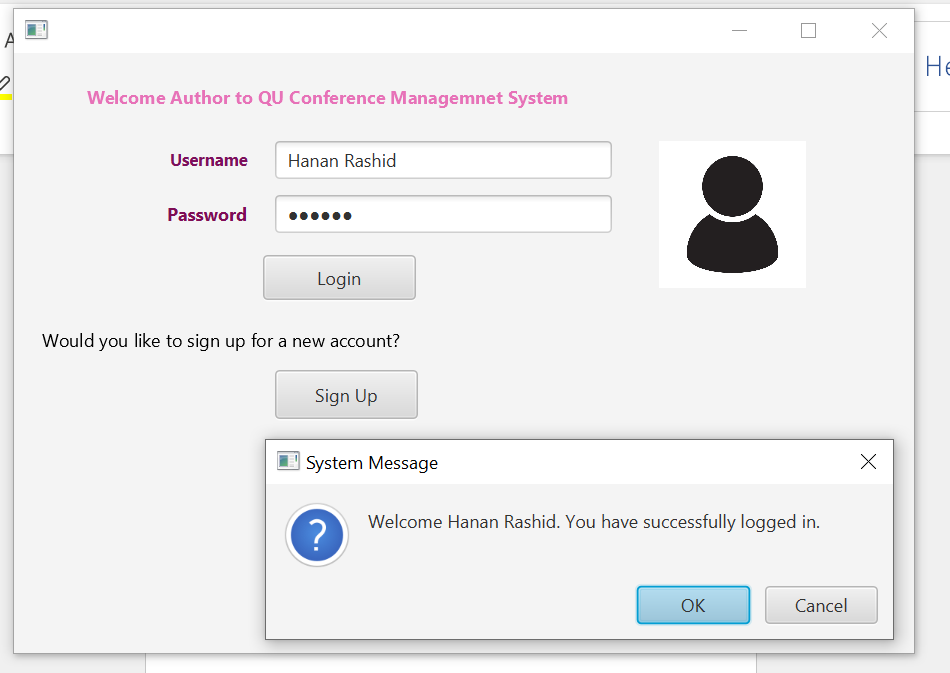 Welcome Author to QU Conference Managemnet System
Username
Hanan Rashid
Password
Login
Would you like to sign up for a new account?
Sign Up
System Message
Welcome Hanan Rashid. You have successfully logged in.
OK
Cancel